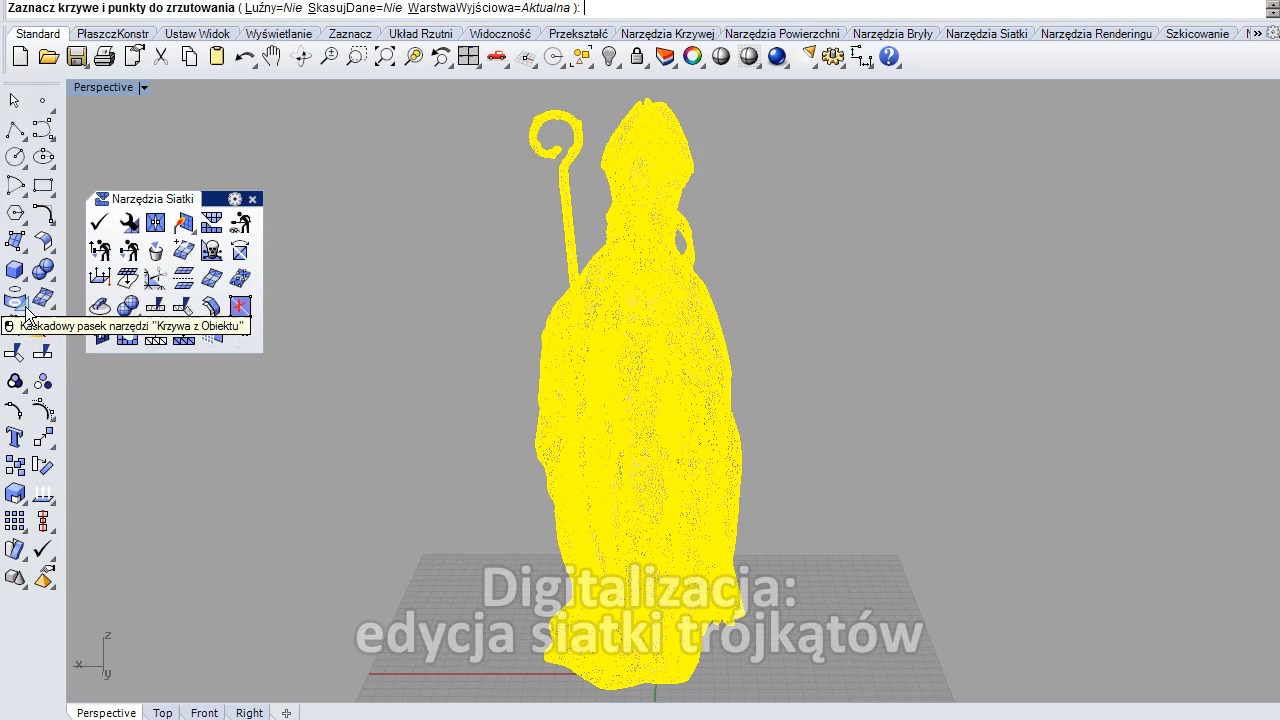 Zaznacz krzywe i punkty do zrzutowania ( Luźny=Nie SkasujDane=Nie WarstwaWyjściowa=Aktualna ):
Standard PłaszczKonstr Ustaw Widok Wyświetlanie Zaznacz Układ Rzutni Widoczność Przekształć Narzędzia Krzywej Narzędzia Powierzchni Narzędzia Bryły Narzędzia Siatki Narzędzia Renderingu Szkicowanie
Perspective
Narzędzia Siatki
Kaskadowy pasek narzędzi "Krzywa z Obiektu"
Digitalizacja:
edycja siatki trojkątów
z
x
y
Perspective Top Front Right